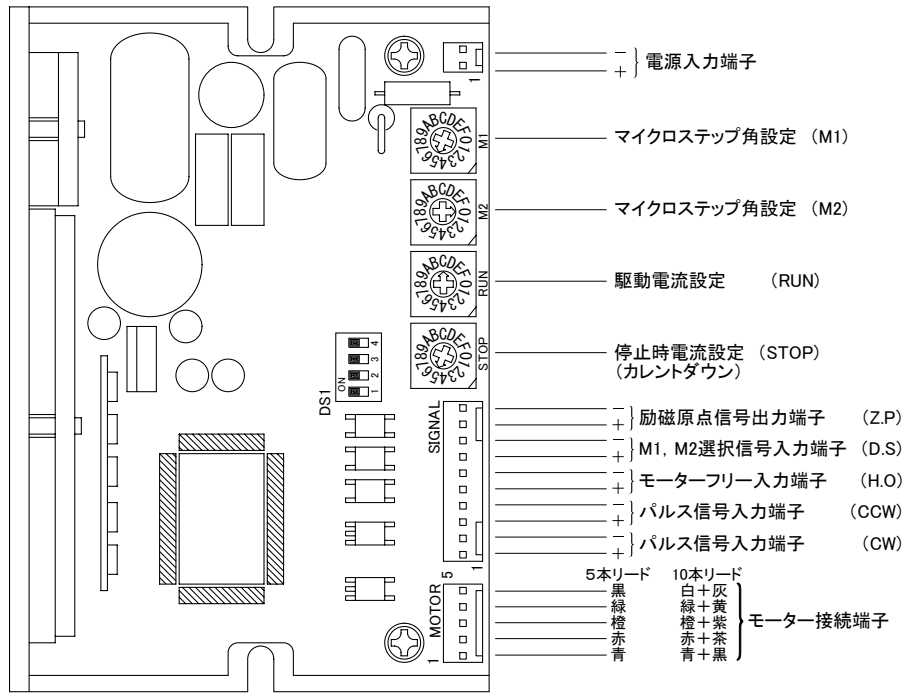 －
＋
電源入力端子
1
0123456789ABCDEF
M1
マイクロステップ角設定 （M1）
0123456789ABCDEF
M2
マイクロステップ角設定 （M2）
0123456789ABCDEF
RUN
駆動電流設定 （RUN）
0123456789ABCDEF
STOP
停止時電流設定 （STOP）
（カレントダウン）
DS1
ON
1 2 3 4
SIGNAL
－
＋
励磁原点信号出力端子 （Z.P）
－
＋
M1，M2選択信号入力端子 （D.S）
－
＋
モーターフリー入力端子 （H.O）
－
＋
パルス信号入力端子 （CCW）
－
＋
パルス信号入力端子 （CW）
1
5本リード 10本リード
MOTOR
5
1
黒 白＋灰
緑 緑＋黄
橙 橙＋紫
赤 赤＋茶
青 青＋黒
モーター接続端子